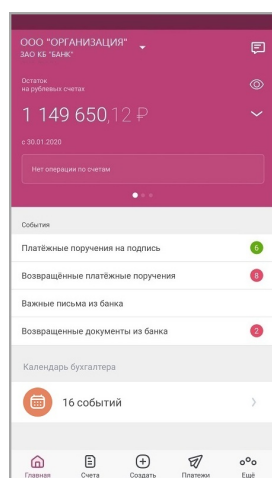 ООО "ОРГАНИЗАЦИЯ"
ЗАО КБ "БАНК"
Остаток
на рублевых счетах
1 149 650,12 ₽
с 30.01.2020
Нет операции по счетам
События
Платёжные поручения на подпись 6
Возвращённые платёжные поручения 8
Важные письма из банка
Возвращенные документы из банка 2
Календарь бухгалтера
16 событий
Главная Счета Создать Платежи Ещё